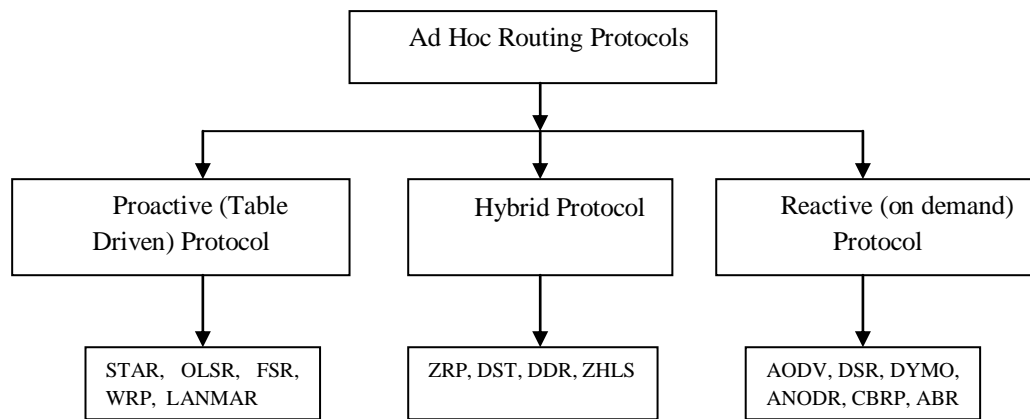 Ad Hoc Routing Protocols
Proactive (Table
Driven) Protocol
Hybrid Protocol
Reactive (on demand)
Protocol
STAR, OLSR, FSR,
WRP, LANMAR
ZRP, DST, DDR, ZHLS
AODV, DSR, DYMO,
ANODR, CBRP, ABR